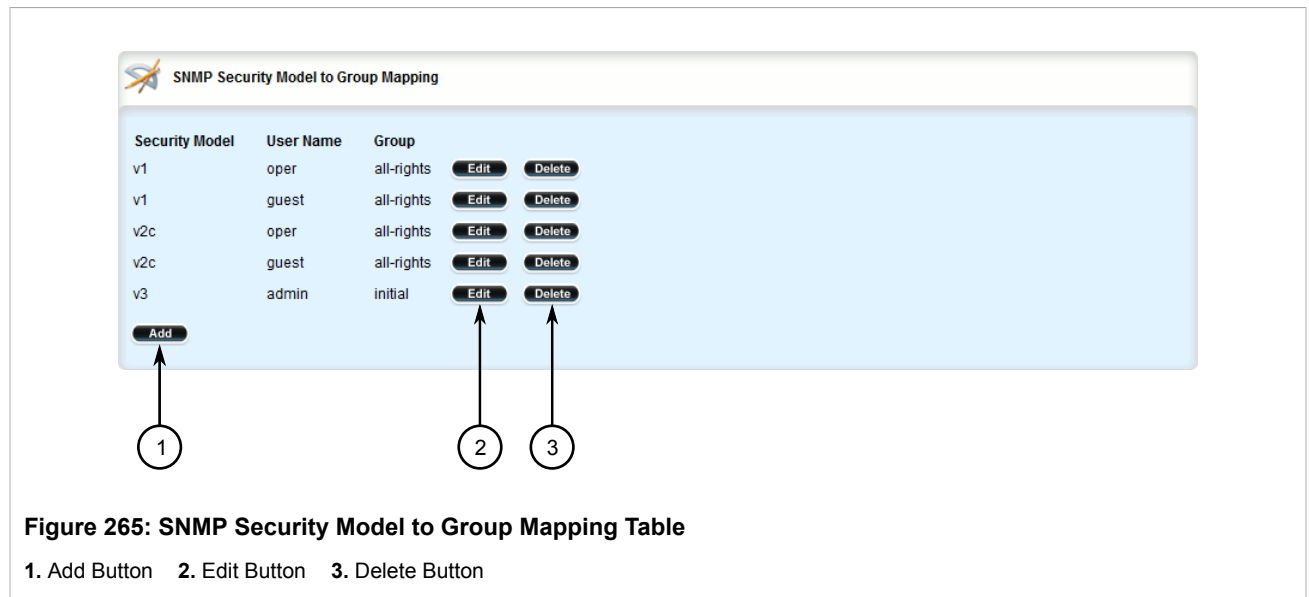 SNMP Security Model to Group Mapping
Security Model User Name Group
v1 oper all-rights Edit Delete
v1 guest all-rights Edit Delete
v2c oper all-rights Edit Delete
v2c guest all-rights Edit Delete
v3 admin initial Edit Delete
Add
1 2 3
Figure 265: SNMP Security Model to Group Mapping Table
1. Add Button 2. Edit Button 3. Delete Button